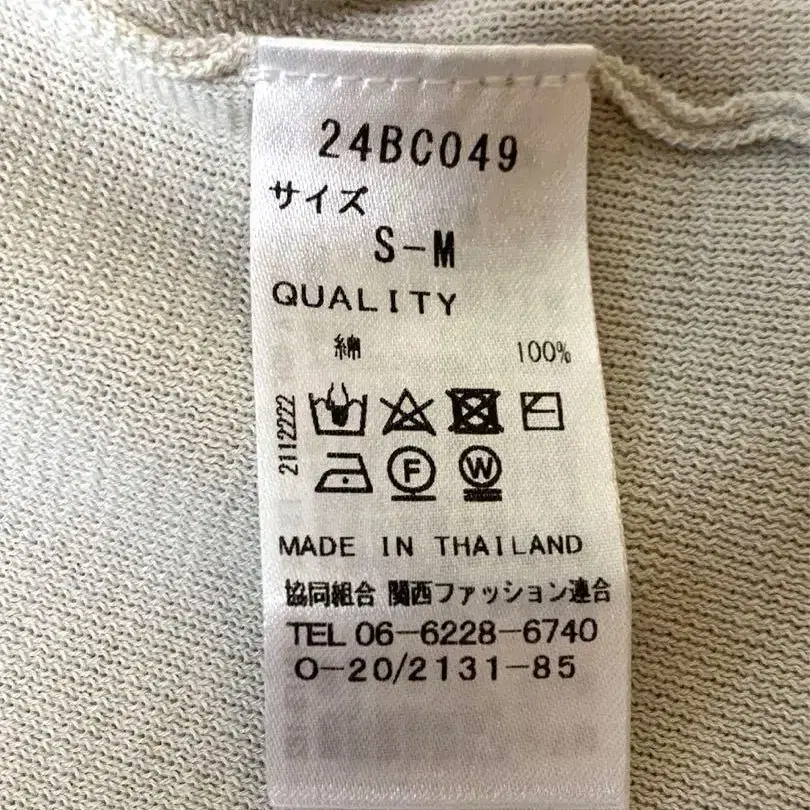 24BC049
サイズ
S-M
QUALITY
綿 100%
2112222
F W
MADE IN THAILAND
協同組合 関西ファッション連合
TEL 06-6228-6740
O-20/2131-85